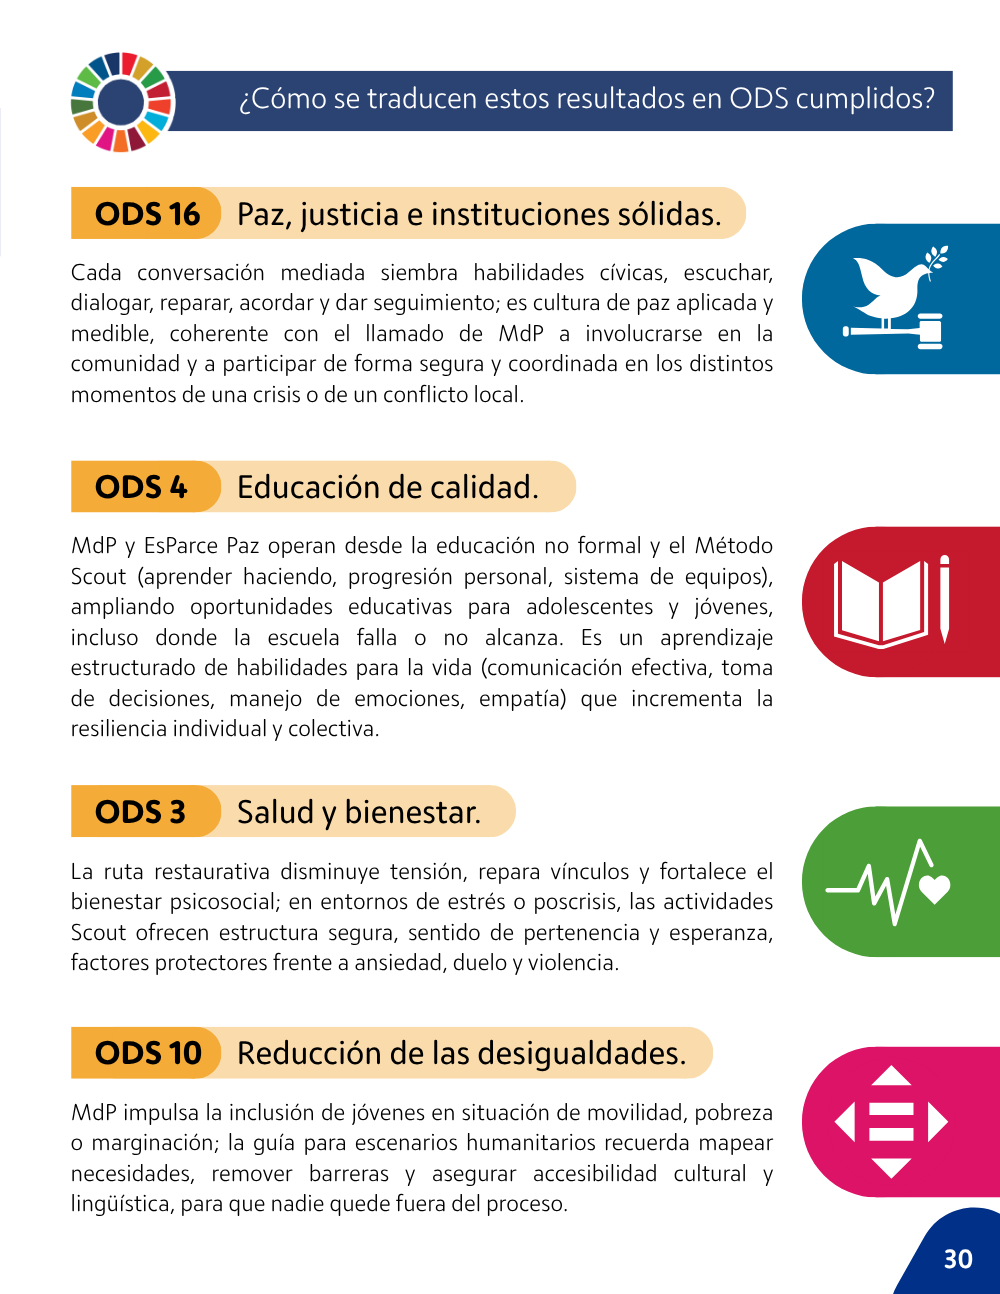 ¿Cómo se traducen estos resultados en ODS cumplidos?
ODS 16 Paz, justicia e instituciones sólidas.
Cada conversación mediada siembra habilidades cívicas, escuchar,
dialogar, reparar, acordar y dar seguimiento; es cultura de paz aplicada y
medible, coherente con el llamado de MdP a involucrarse en la
comunidad y a participar de forma segura y coordinada en los distintos
momentos de una crisis o de un conflicto local.
ODS 4 Educación de calidad.
MdP y EsParce Paz operan desde la educación no formal y el Método
Scout (aprender haciendo, progresión personal, sistema de equipos),
ampliando oportunidades educativas para adolescentes y jóvenes,
incluso donde la escuela falla o no alcanza. Es un aprendizaje
estructurado de habilidades para la vida (comunicación efectiva, toma
de decisiones, manejo de emociones, empatía) que incrementa la
resiliencia individual y colectiva.
ODS 3 Salud y bienestar.
La ruta restaurativa disminuye tensión, repara vínculos y fortalece el
bienestar psicosocial; en entornos de estrés o poscrisis, las actividades
Scout ofrecen estructura segura, sentido de pertenencia y esperanza,
factores protectores frente a ansiedad, duelo y violencia.
ODS 10 Reducción de las desigualdades.
MdP impulsa la inclusión de jóvenes en situación de movilidad, pobreza
o marginación; la guía para escenarios humanitarios recuerda mapear
necesidades, remover barreras y asegurar accesibilidad cultural y
lingüística, para que nadie quede fuera del proceso.
30